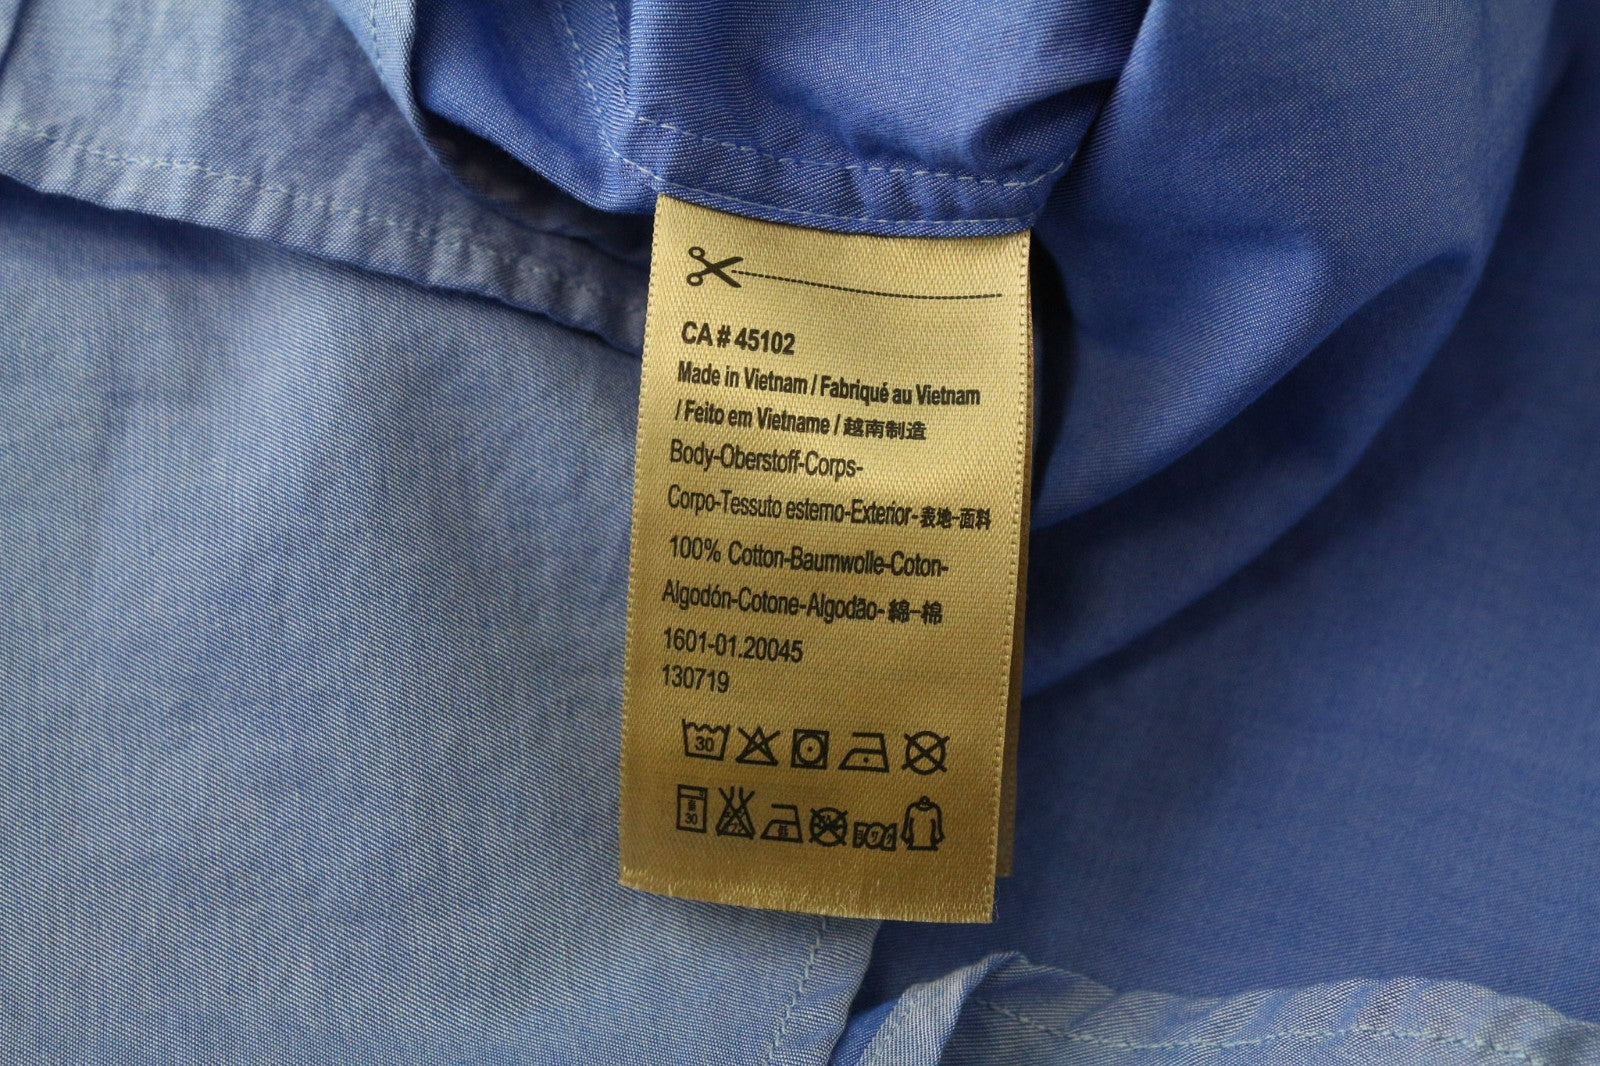 CA # 45102
Made in Vietnam / Fabriqué au Vietnam
/ Feito em Vietname / 越南制造
Body-Oberstoff-Corps-
Corpo-Tessuto esterno-Exterior-表地-面料
100% Cotton-Baumwolle-Coton-
Algodón-Cotone-Algodão- 綿-棉
1601-01.20045
130719
30
30